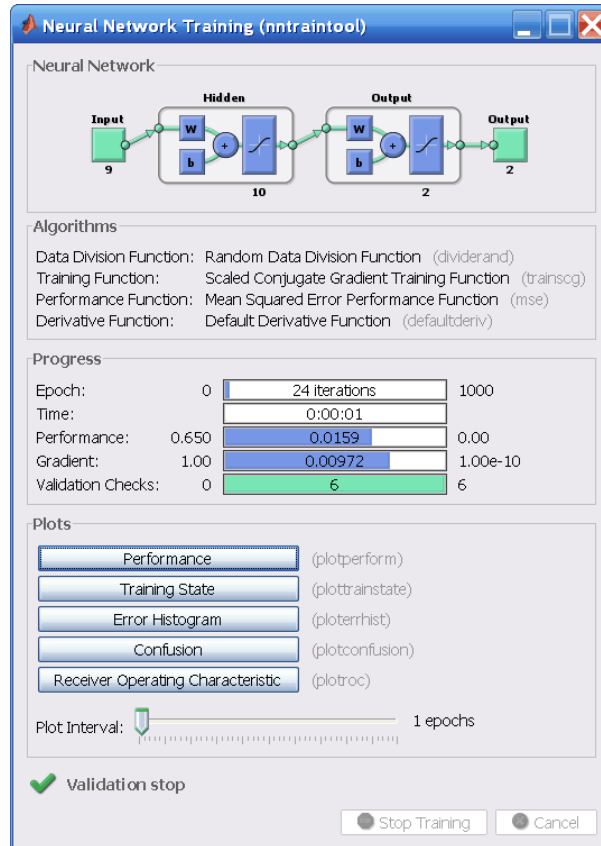 Neural Network Training (nntraintool)
Neural Network
Hidden Output
Input Output
W W
+ +
b b
9 10 2 2
Algorithms
Data Division Function: Random Data Division Function (dividerand)
Training Function: Scaled Conjugate Gradient Training Function (trainscg)
Performance Function: Mean Squared Error Performance Function (mse)
Derivative Function: Default Derivative Function (defaultderiv)
Progress
Epoch: 0 24 iterations 1000
Time: 0:00:01
Performance: 0.650 0.0159 0.00
Gradient: 1.00 0.00972 1.00e-10
Validation Checks: 0 6 6
Plots
Performance (plotperform)
Training State (plottrainstate)
Error Histogram (ploterrhist)
Confusion (plotconfusion)
Receiver Operating Characteristic (plotroc)
Plot Interval: 1 epochs
Validation stop
Stop Training Cancel